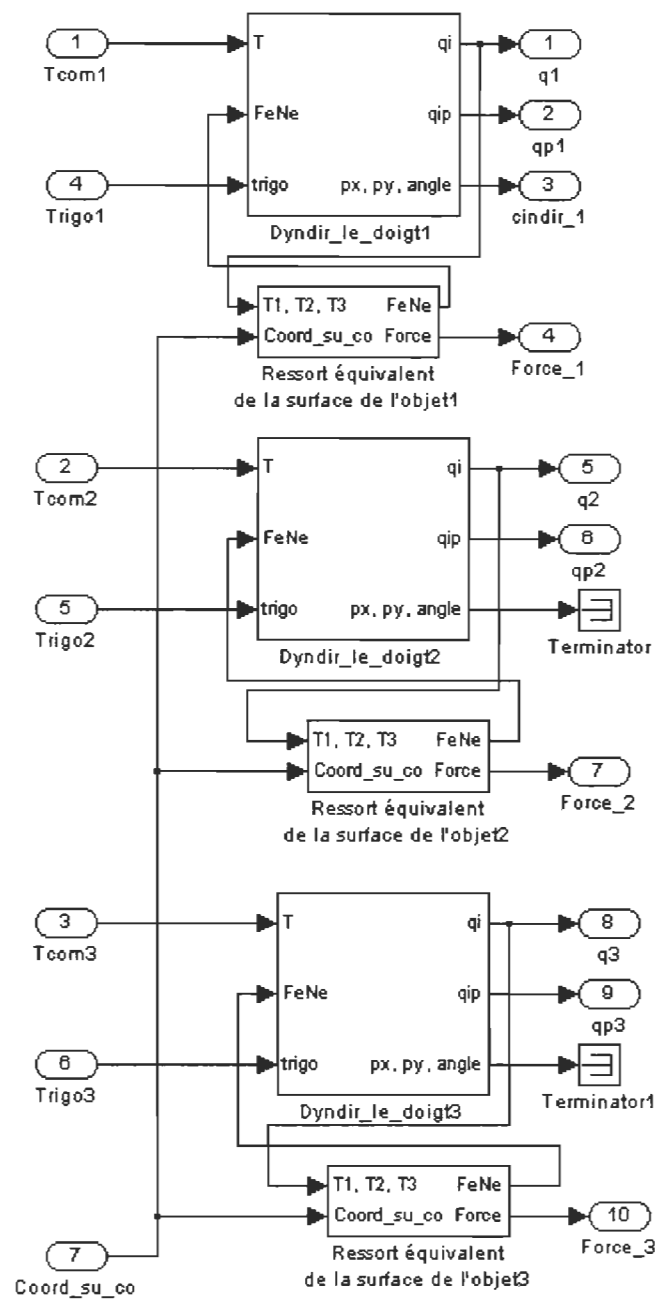 1
Tcom1
T
qi
1
q1
FeNe
qip
2
qp1
4
Trigo1
trigo
px, py, angle
3
cindir_1
Dyndir_le_doigt1
T1, T2, T3
FeNe
Coord_su_co
Force
4
Force_1
Ressort équivalent
de la surface de l'objet1
2
Tcom2
T
qi
5
q2
FeNe
qip
6
qp2
5
Trigo2
trigo
px, py, angle
Terminator
Dyndir_le_doigt2
T1, T2, T3
FeNe
Coord_su_co
Force
7
Force_2
Ressort équivalent
de la surface de l'objet2
3
Tcom3
T
qi
8
q3
FeNe
qip
9
qp3
6
Trigo3
trigo
px, py, angle
Terminator1
Dyndir_le_doigt3
T1, T2, T3
FeNe
Coord_su_co
Force
10
Force_3
7
Coord_su_co
Ressort équivalent
de la surface de l'objet3